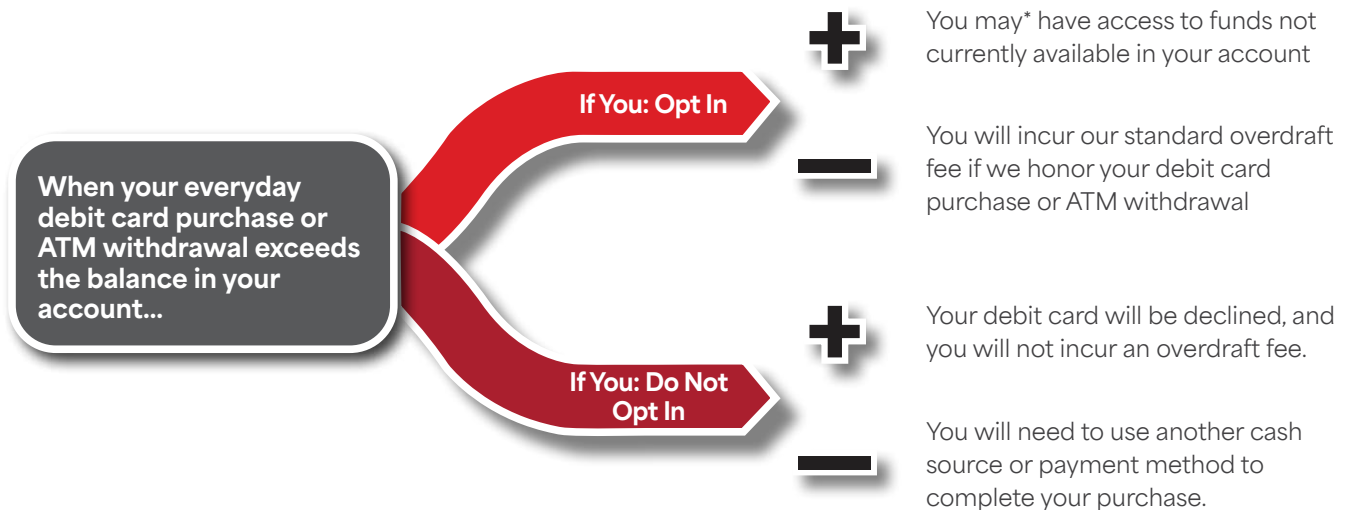 When your everyday
debit card purchase or
ATM withdrawal exceeds
the balance in your
account...
If You: Opt In
You may* have access to funds not
currently available in your account
You will incur our standard overdraft
fee if we honor your debit card
purchase or ATM withdrawal
If You: Do Not
Opt In
Your debit card will be declined, and
you will not incur an overdraft fee.
You will need to use another cash
source or payment method to
complete your purchase.